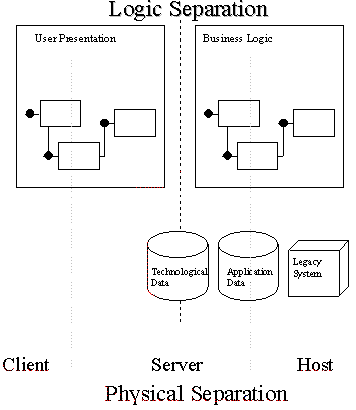 Logic Separation
User Presentation
Business Logic
Technological
Data
Application
Data
Legacy
System
Client
Server
Host
Physical Separation